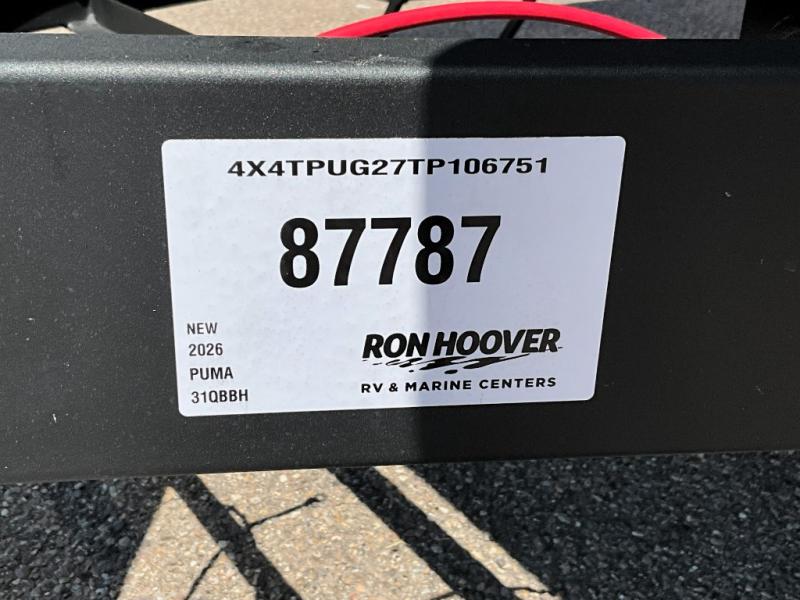 4X4TPUG27TP106751
87787
NEW
2026
PUMA
31QBBH
RON HOOVER
RV & MARINE CENTERS